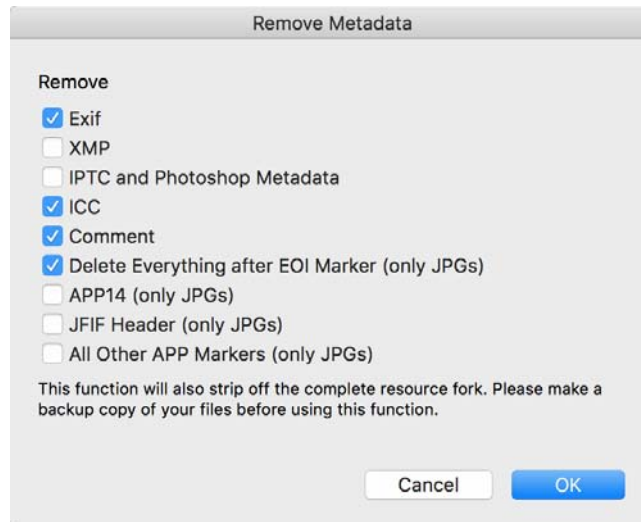 Remove Metadata
Remove
Exif
XMP
IPTC and Photoshop Metadata
ICC
Comment
Delete Everything after EOI Marker (only JPGs)
APP14 (only JPGs)
JFIF Header (only JPGs)
All Other APP Markers (only JPGs)
This function will also strip off the complete resource fork. Please make a
backup copy of your files before using this function.
Cancel OK